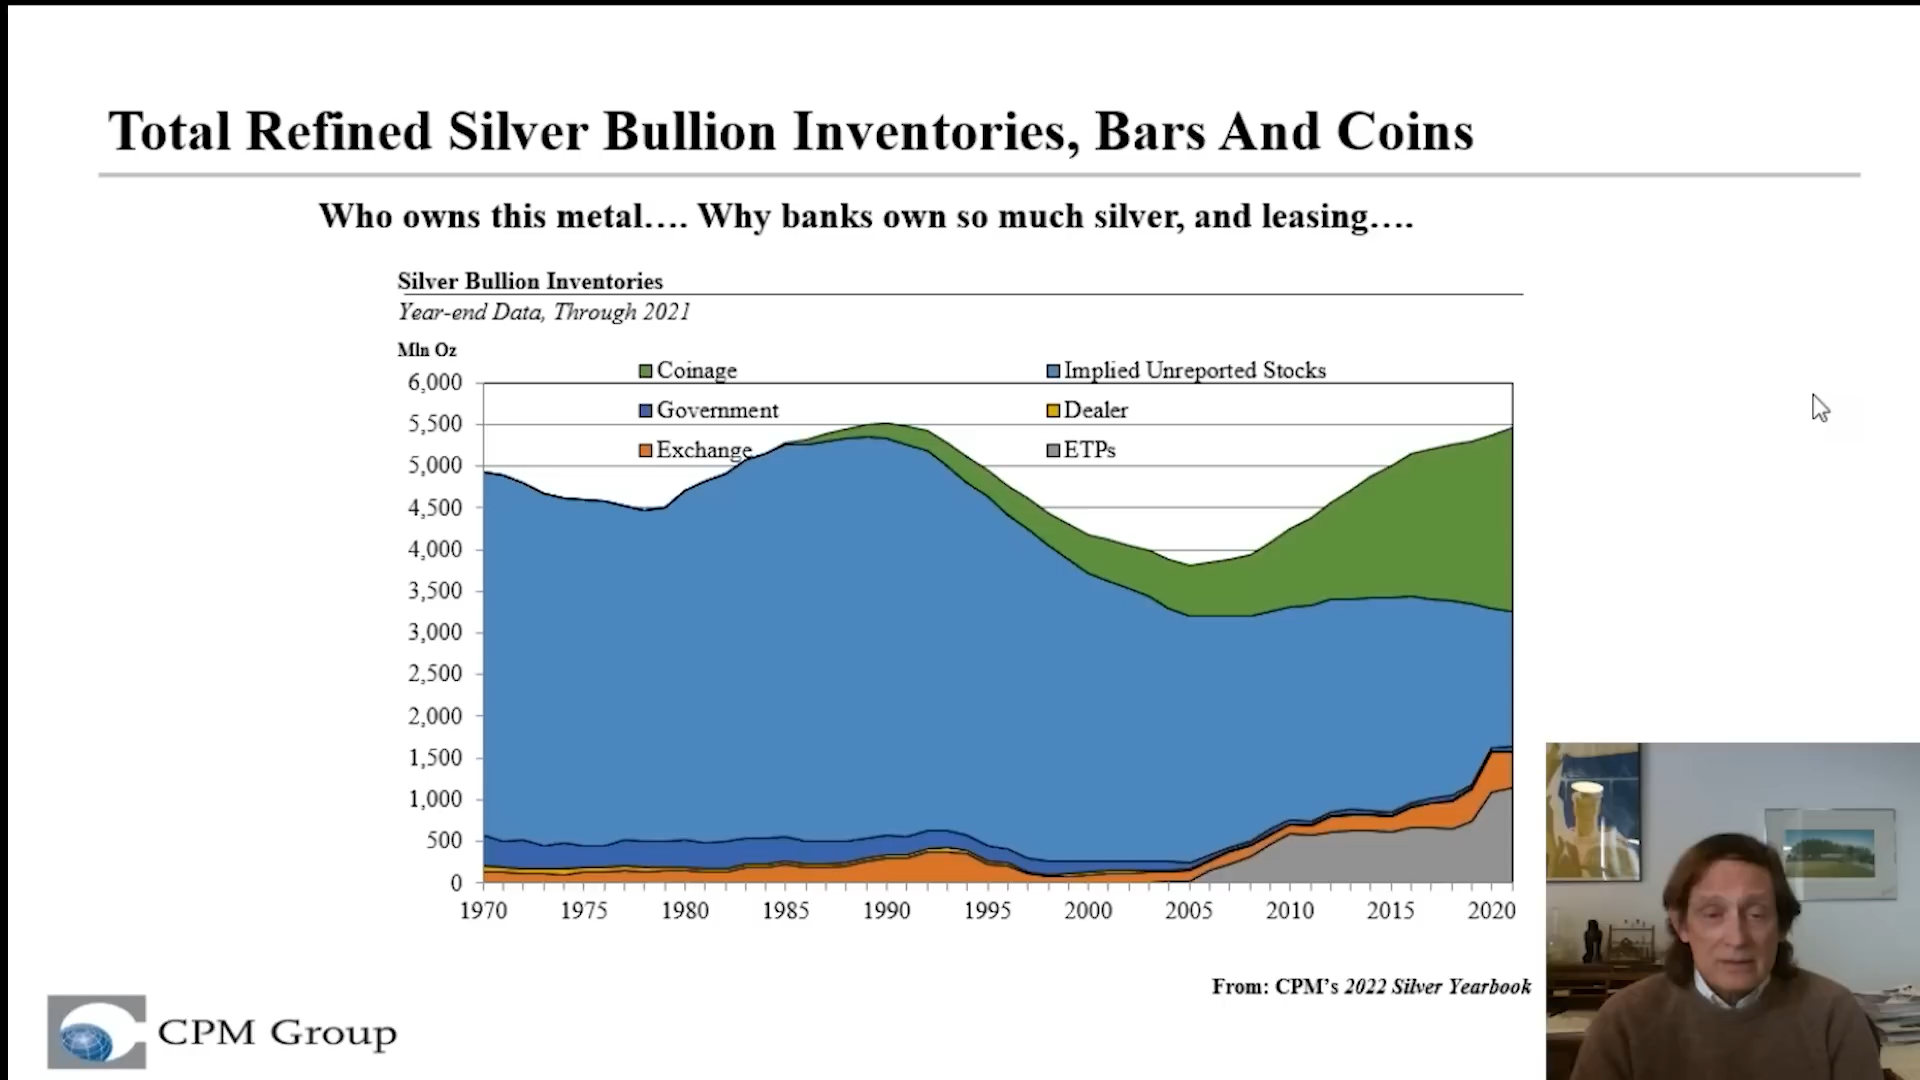 Total Refined Silver Bullion Inventories, Bars And Coins
Who owns this metal…. Why banks own so much silver, and leasing….
Silver Bullion Inventories
Year-end Data, Through 2021
Mln Oz
Coinage
Implied Unreported Stocks
Government
Dealer
Exchange
ETPs
6,000
5,500
5,000
4,500
4,000
3,500
3,000
2,500
2,000
1,500
1,000
500
0
1970 1975 1980 1985 1990 1995 2000 2005 2010 2015 2020
From: CPM's 2022 Silver Yearbook
CPM Group